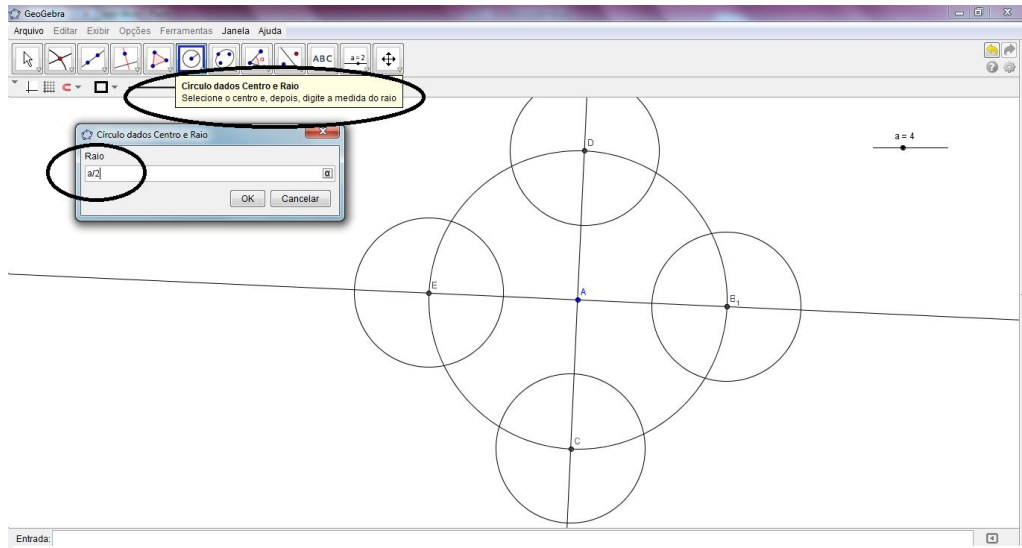 GeoGebra
Arquivo Editar Exibir Opções Ferramentas Janela Ajuda
ABC
a=2
Círculo dados Centro e Raio
Selecione o centro e, depois, digite a medida do raio
Círculo dados Centro e Raio
Raio
a/2
α
OK Cancelar
a = 4
D
E
A
B1
C
Entrada: